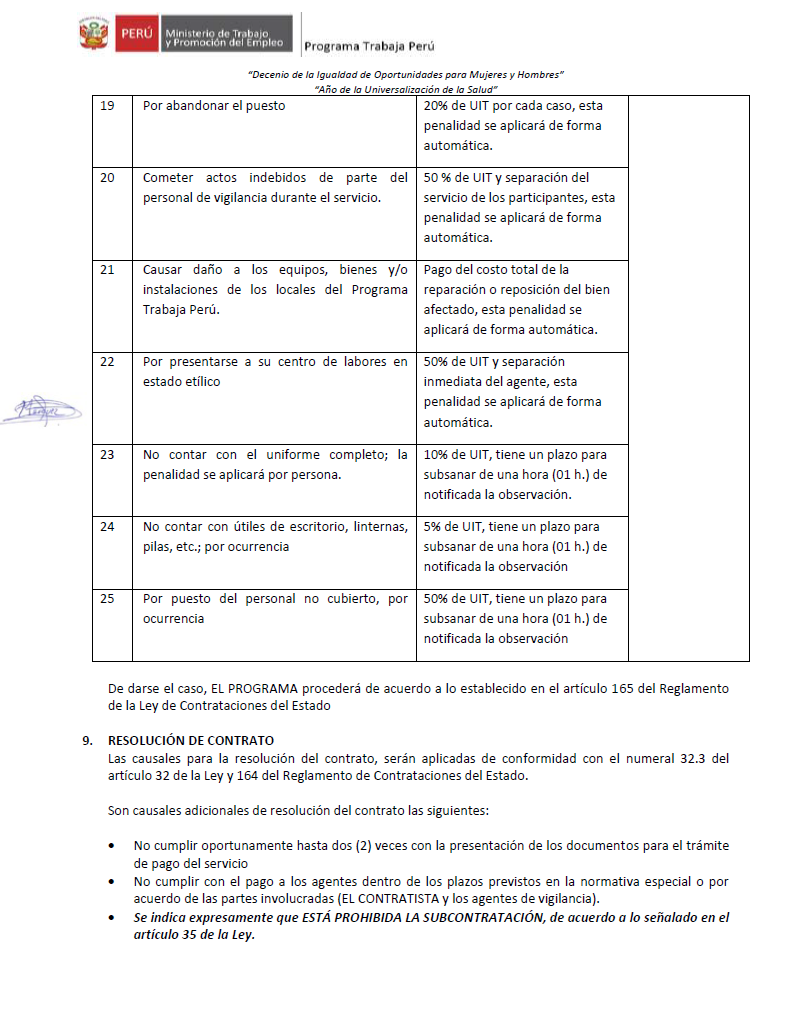 PERÚ
Ministerio de Trabajo
y Promoción del Empleo
Programa Trabaja Perú
“Decenio de la Igualdad de Oportunidades para Mujeres y Hombres”
“Año de la Universalización de la Salud”
19 Por abandonar el puesto 20% de UIT por cada caso, esta
penalidad se aplicará de forma
automática.
20 Cometer actos indebidos de parte del 50 % de UIT y separación del
personal de vigilancia durante el servicio. servicio de los participantes, esta
penalidad se aplicará de forma
automática.
21 Causar daño a los equipos, bienes y/o Pago del costo total de la
instalaciones de los locales del Programa reparación o reposición del bien
Trabaja Perú. afectado, esta penalidad se
aplicará de forma automática.
22 Por presentarse a su centro de labores en 50% de UIT y separación
estado etílico inmediata del agente, esta
penalidad se aplicará de forma
automática.
23 No contar con el uniforme completo; la 10% de UIT, tiene un plazo para
penalidad se aplicará por persona. subsanar de una hora (01 h.) de
notificada la observación.
24 No contar con útiles de escritorio, linternas, 5% de UIT, tiene un plazo para
pilas, etc.; por ocurrencia subsanar de una hora (01 h.) de
notificada la observación
25 Por puesto del personal no cubierto, por 50% de UIT, tiene un plazo para
ocurrencia subsanar de una hora (01 h.) de
notificada la observación
De darse el caso, EL PROGRAMA procederá de acuerdo a lo establecido en el artículo 165 del Reglamento
de la Ley de Contrataciones del Estado
9. RESOLUCIÓN DE CONTRATO
Las causales para la resolución del contrato, serán aplicadas de conformidad con el numeral 32.3 del
artículo 32 de la Ley y 164 del Reglamento de Contrataciones del Estado.
Son causales adicionales de resolución del contrato las siguientes:
• No cumplir oportunamente hasta dos (2) veces con la presentación de los documentos para el trámite
de pago del servicio
• No cumplir con el pago a los agentes dentro de los plazos previstos en la normativa especial o por
acuerdo de las partes involucradas (EL CONTRATISTA y los agentes de vigilancia).
• Se indica expresamente que ESTÁ PROHIBIDA LA SUBCONTRATACIÓN, de acuerdo a lo señalado en el
artículo 35 de la Ley.